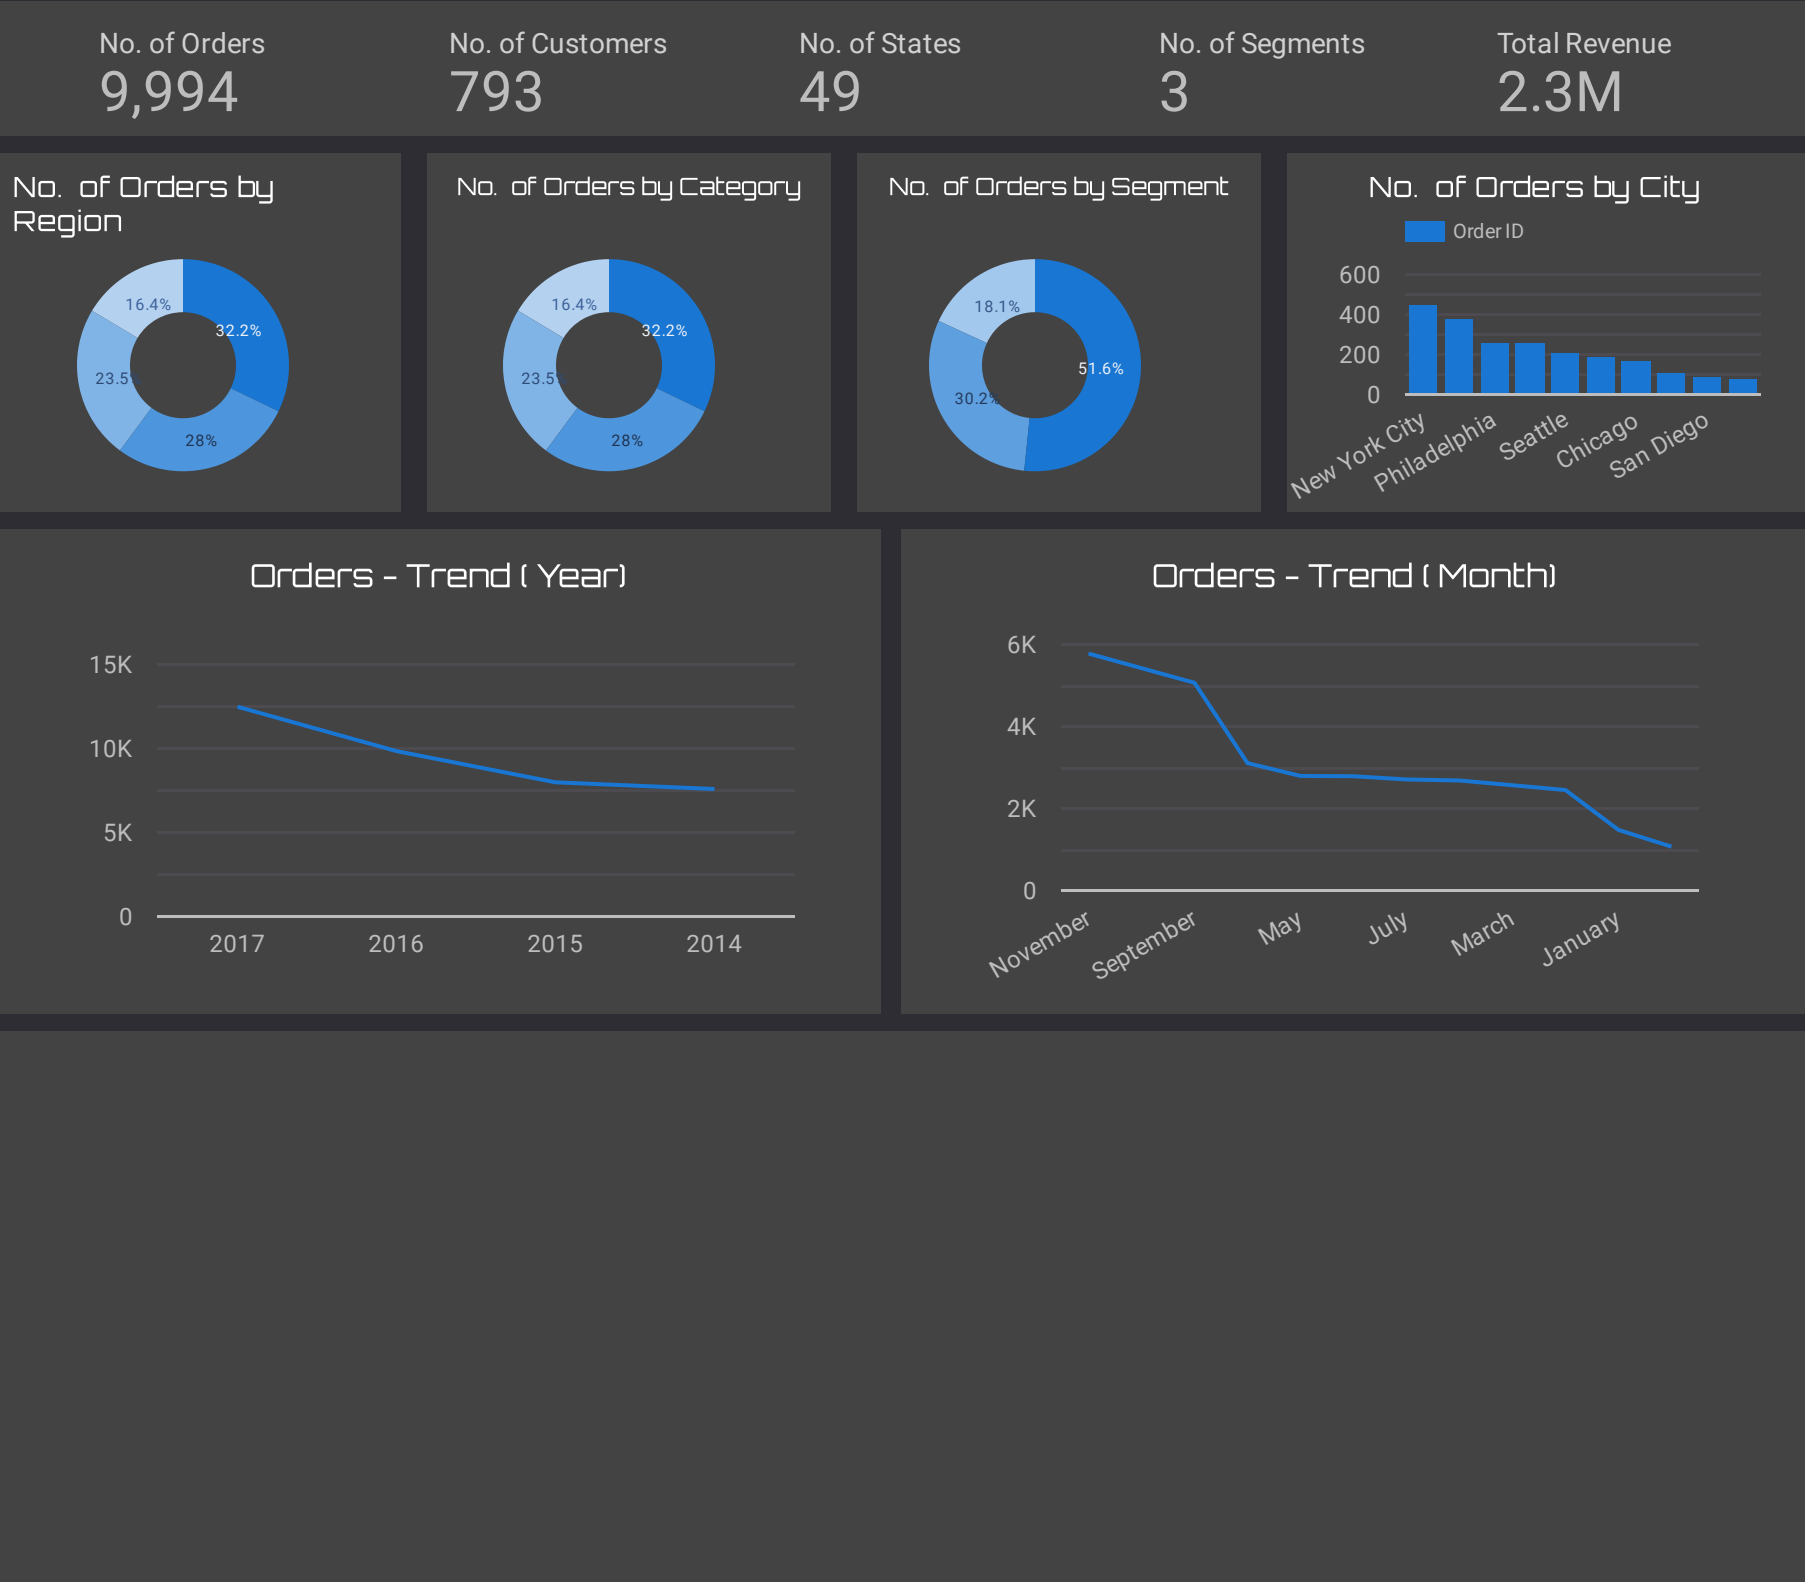 No. of Orders
9,994
No. of Customers
793
No. of States
49
No. of Segments
3
Total Revenue
2.3M
No. of Orders by
Region
16.4%
32.2%
23.5
28%
No. of Orders by Category
16.4%
32.2%
23.5
28%
No. of Orders by Segment
18.1%
51.6%
30.2%
No. of Orders by City
Order ID
600
400
200
0
New York City
Philadelphia
Seattle
Chicago
San Diego
Orders - Trend ( Year)
15K
10K
5K
0
2017
2016
2015
2014
Orders - Trend ( Month)
6K
4K
2K
0
November
September
May
July
March
January